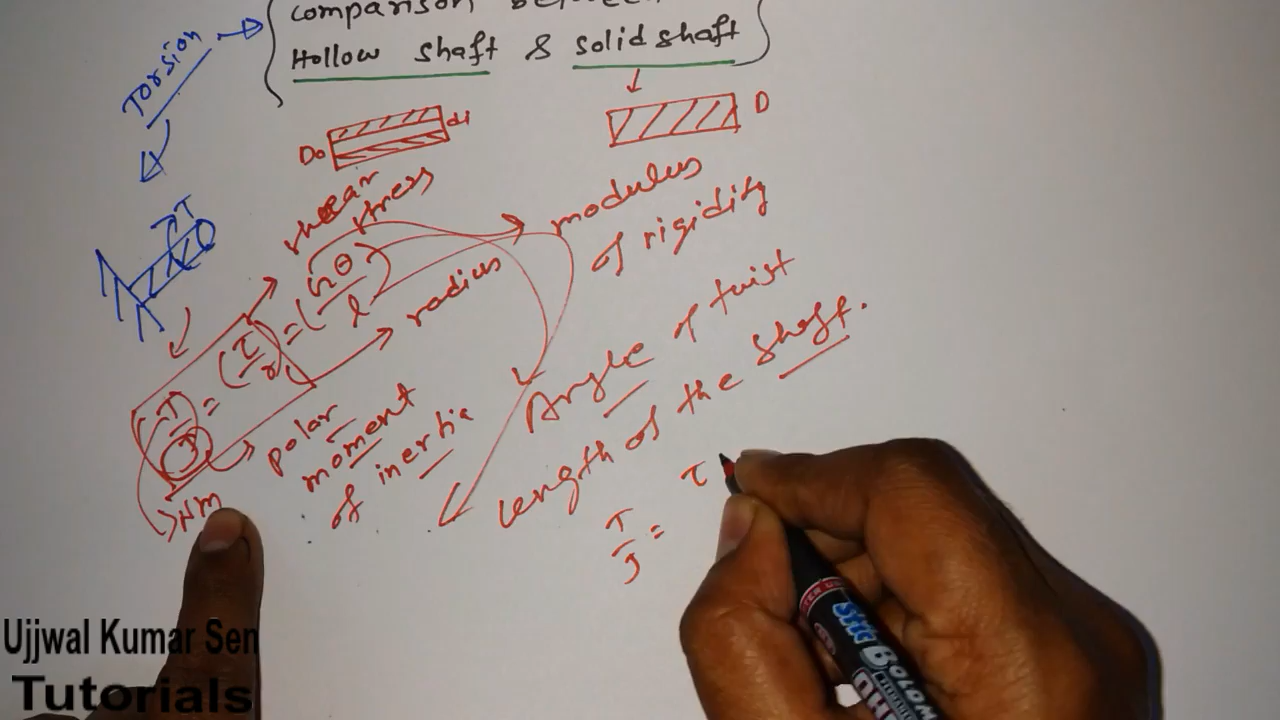 comparison between
Hollow shaft & solid shaft
Torsion
Do
di
D
shear
stress
modulus
of rigidity
T
T/J = (τ/r) = (Gθ/l)
radius
Angle of twist
polar
moment
of inertia
length of the shaft.
NM
T/J = τ
Ujjwal Kumar Sen
Tutorials